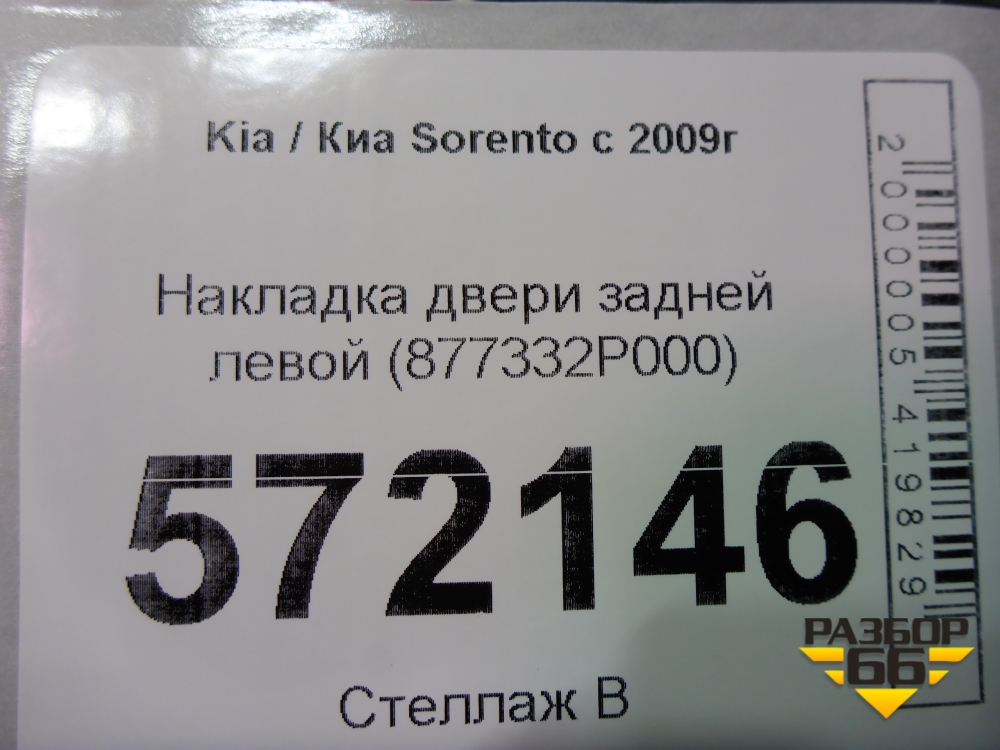 Kia / Киа Sorento с 2009г
Накладка двери задней
левой (877332P000)
572146
Стеллаж В
2000005419829
РАЗБОР
66